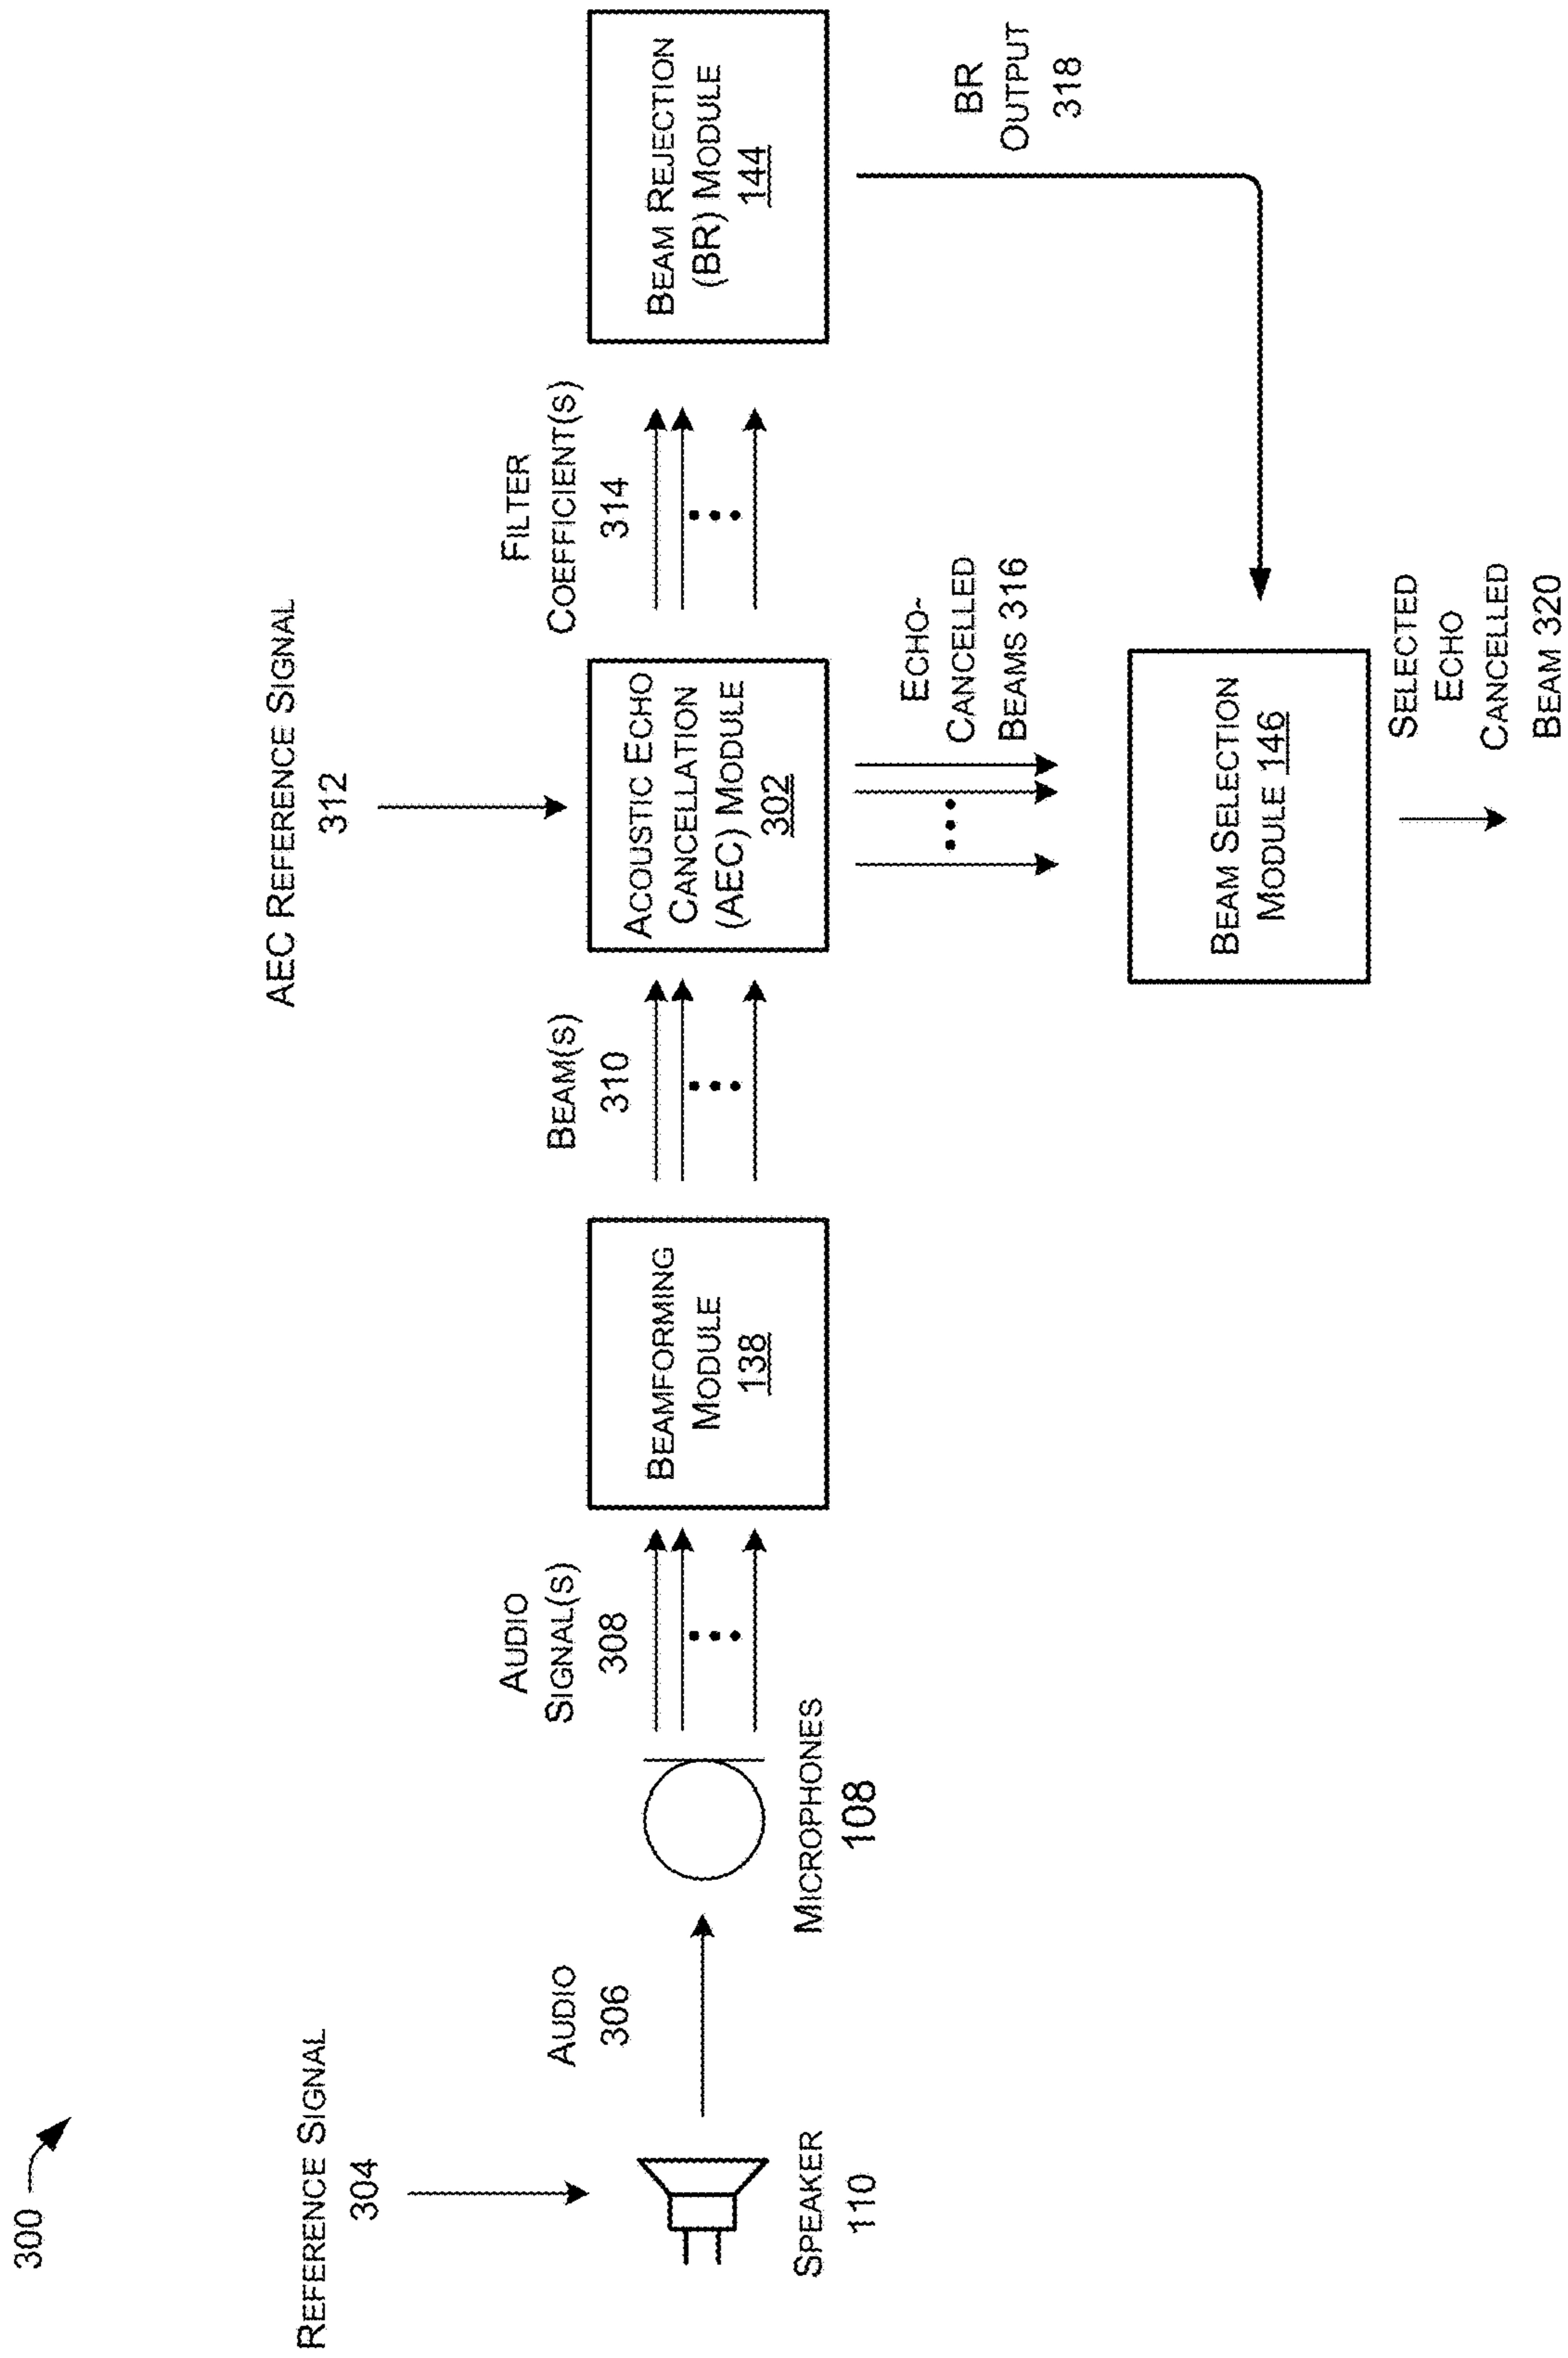 300
REFERENCE SIGNAL
304
SPEAKER
110
AUDIO
306
MICROPHONES
108
AUDIO
SIGNAL(S)
308
BEAMFORMING
MODULE
138
BEAM(S)
310
AEC REFERENCE SIGNAL
312
ACOUSTIC ECHO
CANCELLATION
(AEC) MODULE
302
FILTER
COEFFICIENT(S)
314
BEAM REJECTION
(BR) MODULE
144
ECHO~
CANCELLED
BEAMS 316
BR
OUTPUT
318
BEAM SELECTION
MODULE 146
SELECTED
ECHO
CANCELLED
BEAM 320